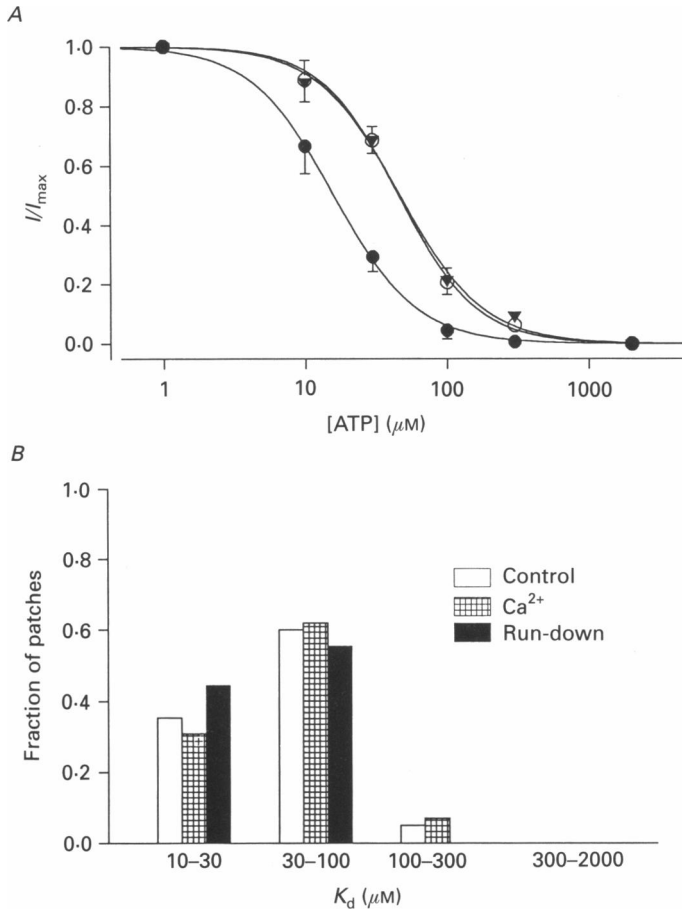 A
1·0
0·8
0·6
0·4
0·2
0·0
I/Imax
1
10
100
1000
[ATP] (μM)
B
1·0
0·8
0·6
0·4
0·2
0·0
Fraction of patches
Control
Ca2+
Run-down
10–30
30–100
100–300
300–2000
Kd (μM)